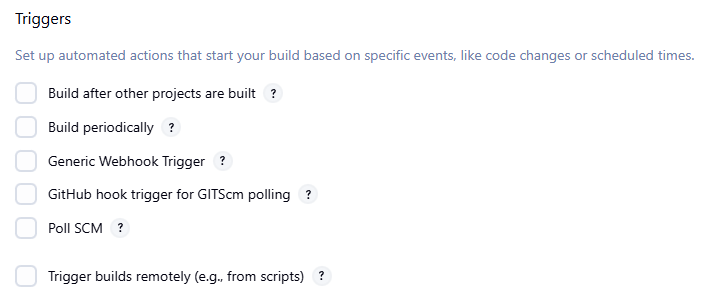 Triggers
Set up automated actions that start your build based on specific events, like code changes or scheduled times.
Build after other projects are built ?
Build periodically ?
Generic Webhook Trigger ?
GitHub hook trigger for GITScm polling ?
Poll SCM ?
Trigger builds remotely (e.g., from scripts) ?